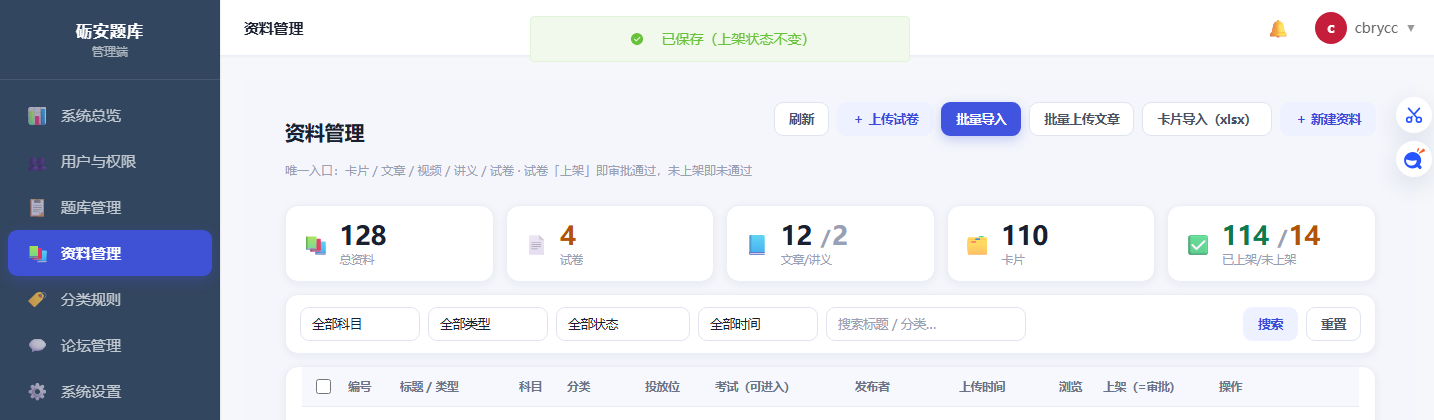 砺安题库
管理端
系统总览
用户与权限
题库管理
资料管理
分类规则
论坛管理
系统设置
资料管理
已保存（上架状态不变）
c cbrycc ▼
资料管理
刷新 + 上传试卷 批量导入 批量上传文章 卡片导入（xlsx） + 新建资料
唯一入口：卡片 / 文章 / 视频 / 讲义 / 试卷 · 试卷「上架」即审批通过，未上架即未通过
128
总资料
4
试卷
12 /2
文章/讲义
110
卡片
114 /14
已上架/未上架
全部科目 全部类型 全部状态 全部时间 搜索标题 / 分类... 搜索 重置
编号 标题 / 类型 科目 分类 投放位 考试（可进入） 发布者 上传时间 浏览 上架（=审批） 操作